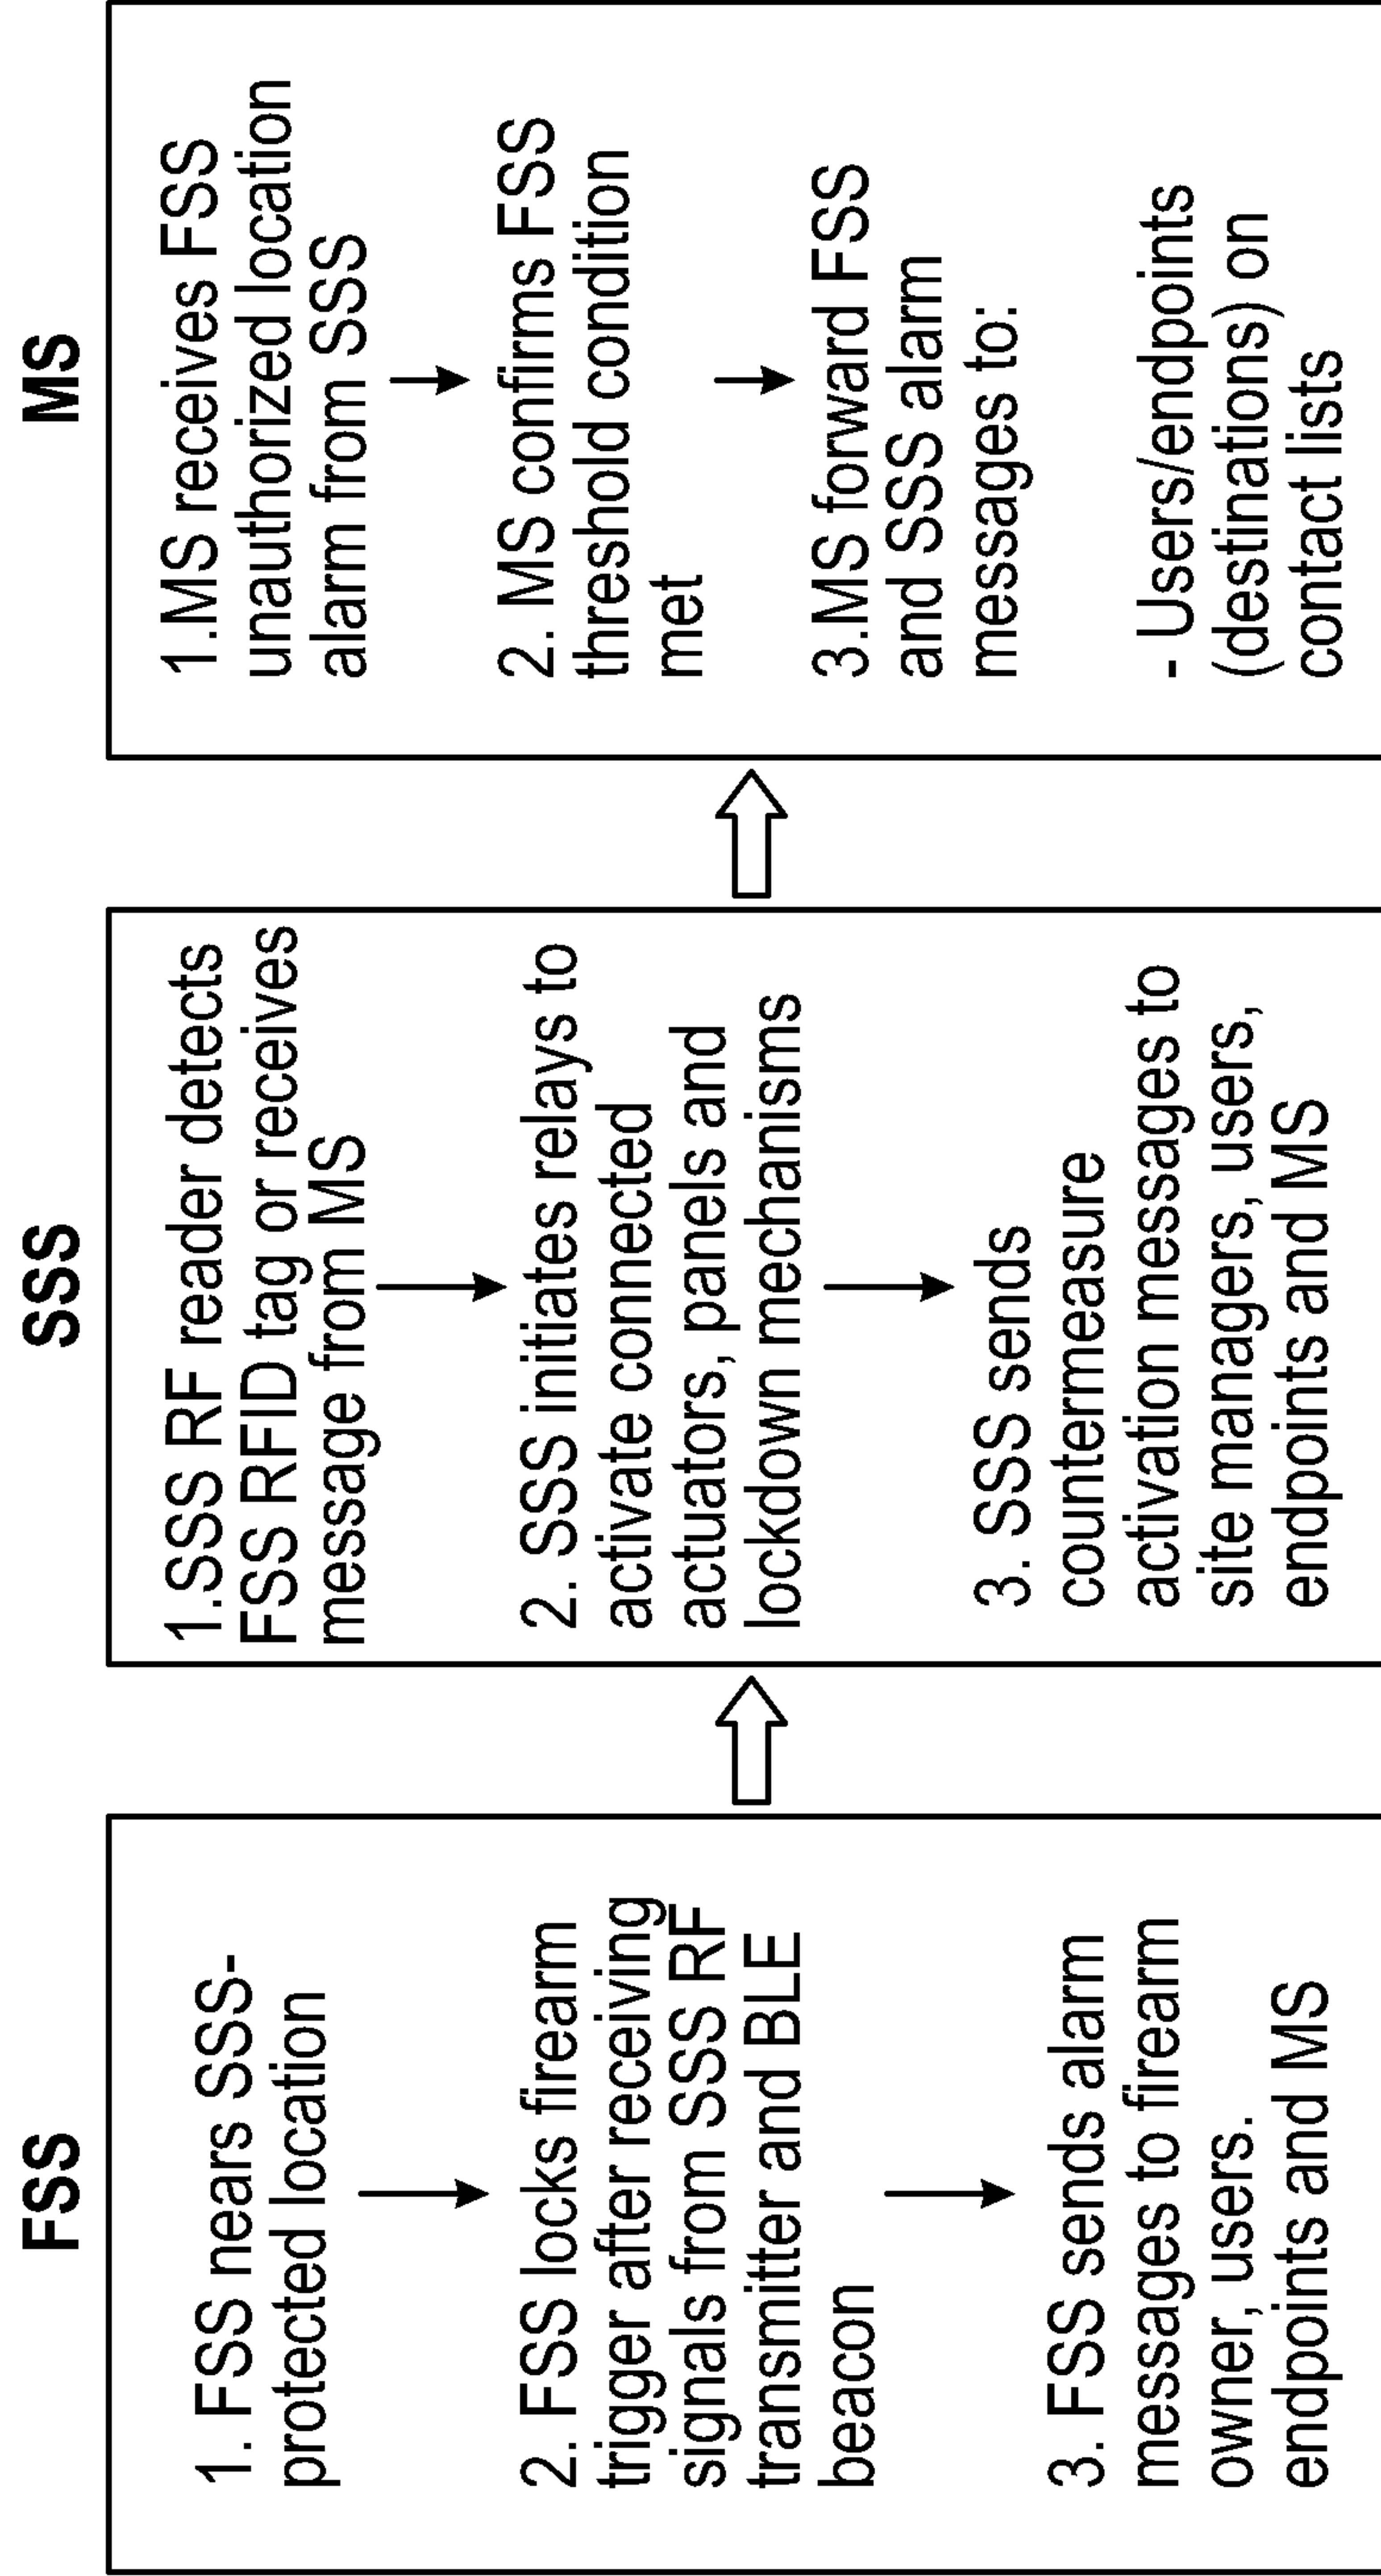 FSS
1. FSS nears SSS-
protected location
2. FSS locks firearm
trigger after receiving
signals from SSS RF
transmitter and BLE
beacon
3. FSS sends alarm
messages to firearm
owner, users.
endpoints and MS
SSS
1.SSS RF reader detects
FSS RFID tag or receives
message from MS
2. SSS initiates relays to
activate connected
actuators, panels and
lockdown mechanisms
3. SSS sends
countermeasure
activation messages to
site managers, users,
endpoints and MS
MS
1.MS receives FSS
unauthorized location
alarm from SSS
2. MS confirms FSS
threshold condition
met
3.MS forward FSS
and SSS alarm
messages to:
- Users/endpoints
(destinations) on
contact lists